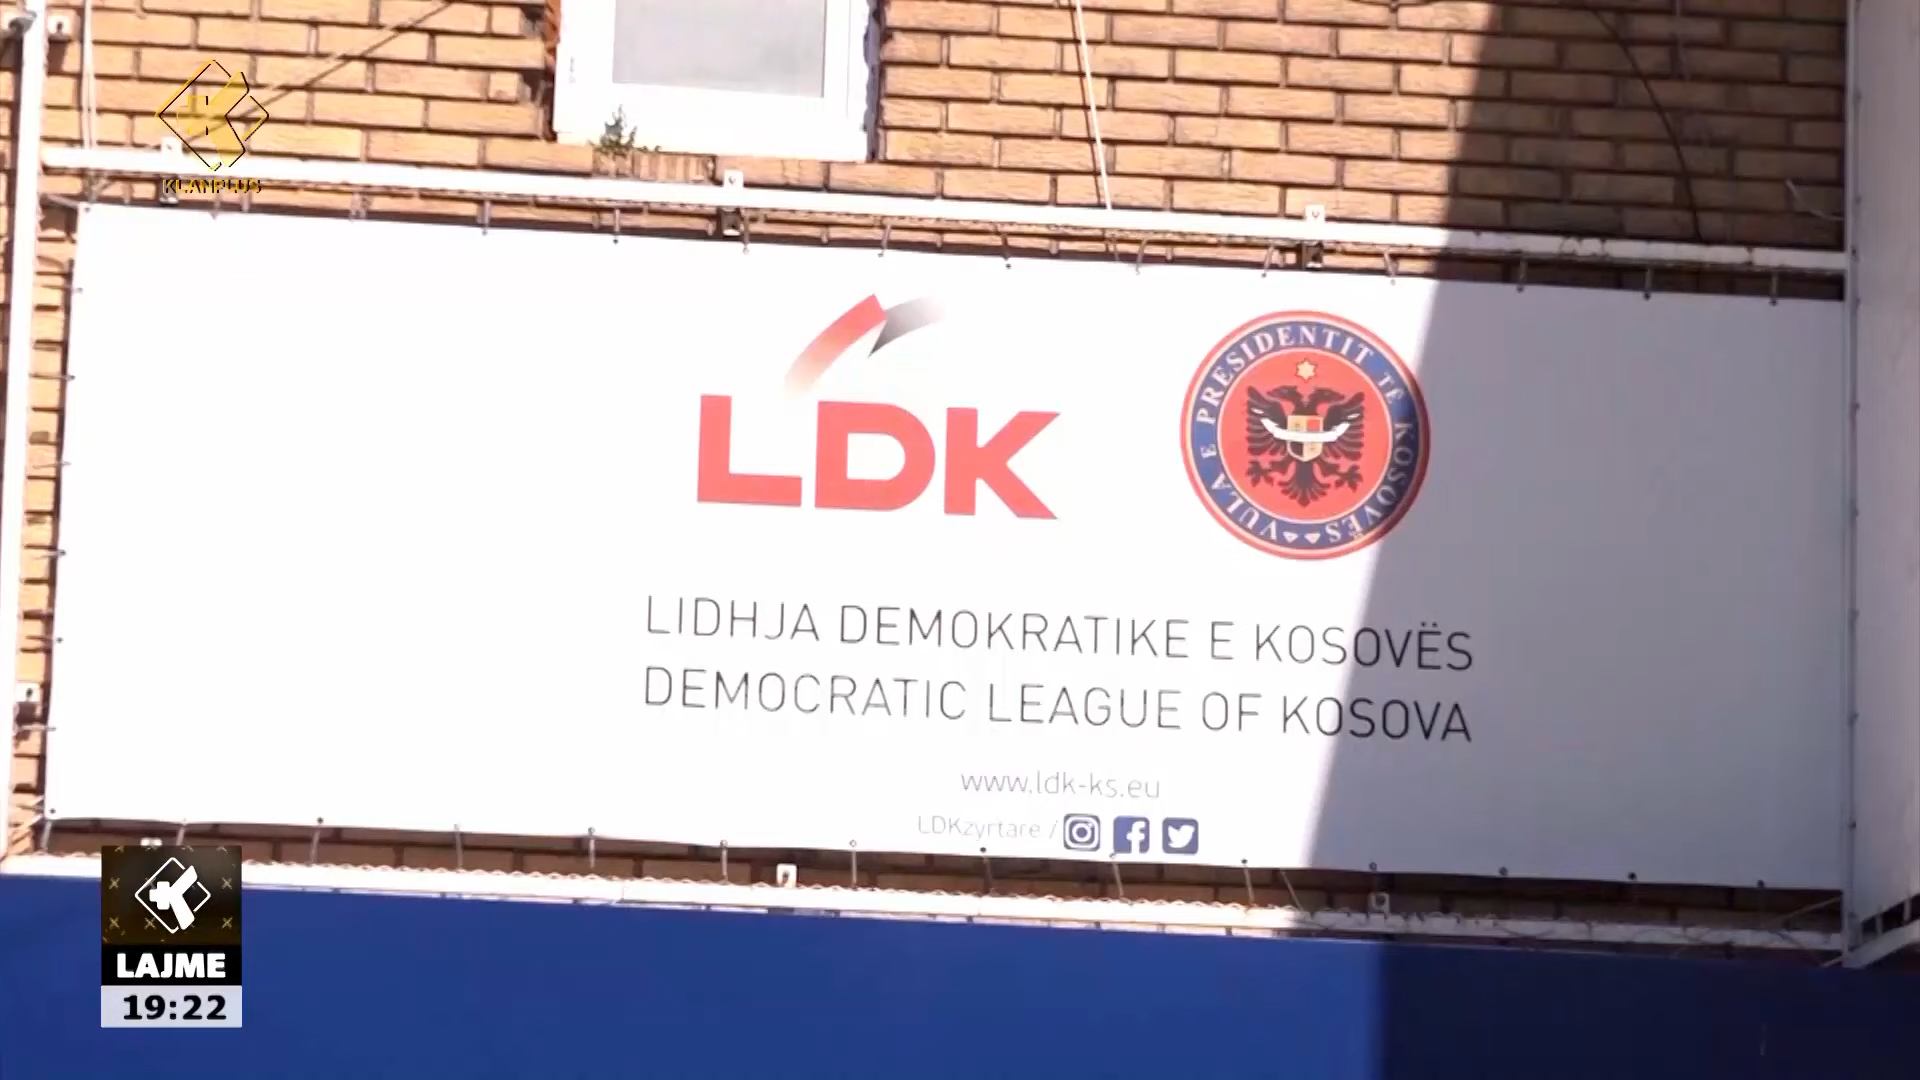 KLANPLUS
LDK
VULA E PRESIDENTIT TË KOSOVËS
LIDHJA DEMOKRATIKE E KOSOVËS
DEMOCRATIC LEAGUE OF KOSOVA
www.ldk-ks.eu
LDKzyrtare /
LAJME
19:22